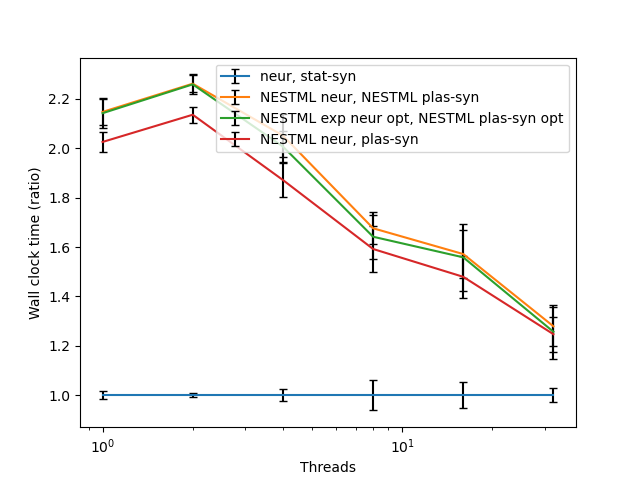 neur, stat-syn
NESTML neur, NESTML plas-syn
NESTML exp neur opt, NESTML plas-syn opt
NESTML neur, plas-syn
Wall clock time (ratio)
2.2
2.0
1.8
1.6
1.4
1.2
1.0
10⁰
10¹
Threads